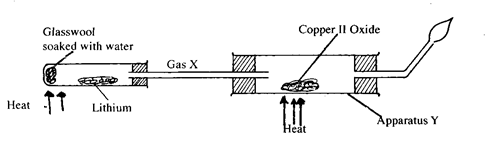 Glasswool
soaked with water
Copper II Oxide
Gas X
Lithium
Heat
Heat
Apparatus Y